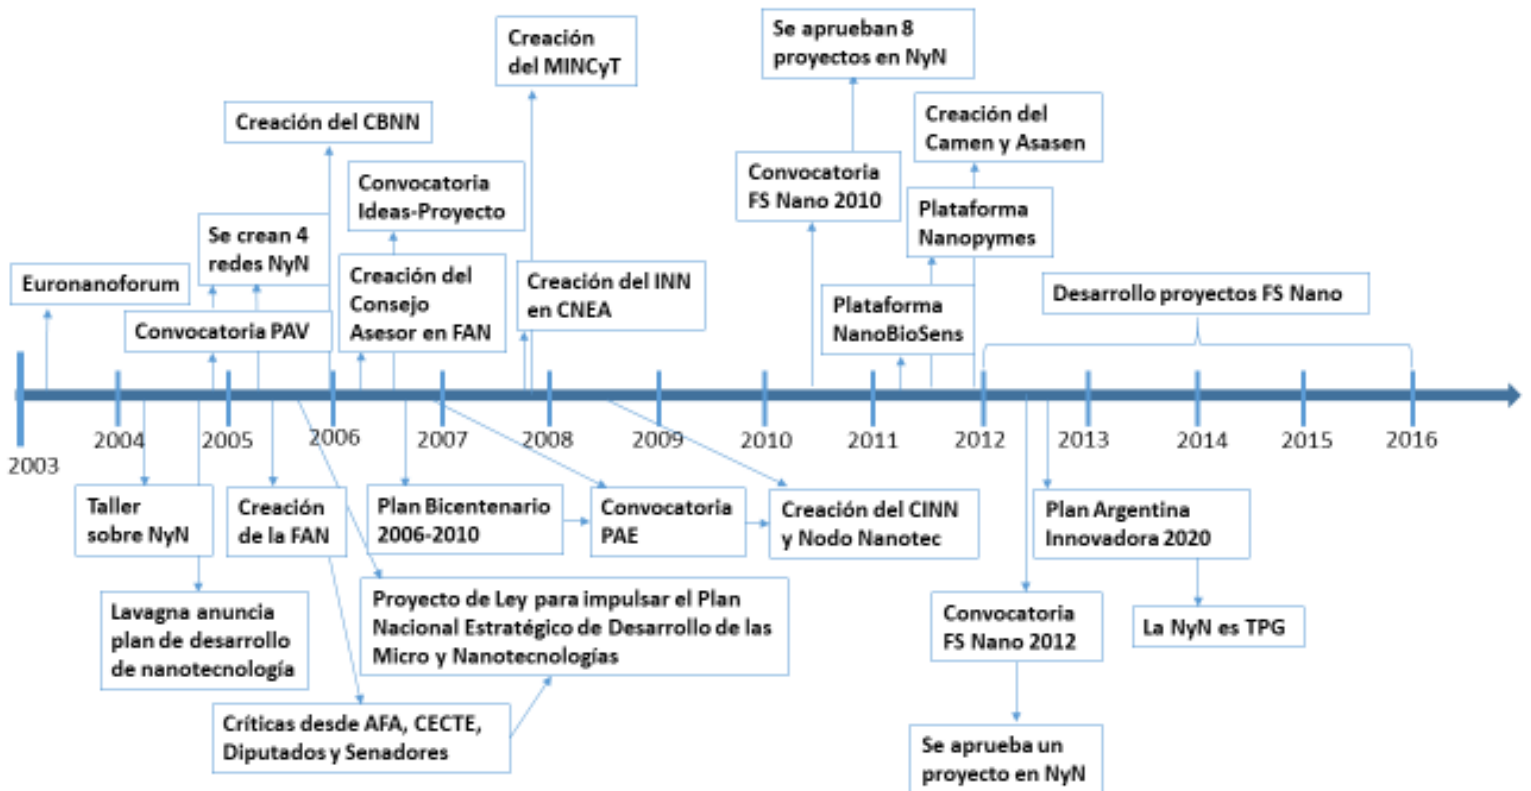 Se aprueban 8
proyectos en NyN
Creación
del MINCyT
Creación del CBNN
Creación del
Camen y Asasen
Convocatoria
Ideas-Proyecto
Convocatoria
FS Nano 2010
Se crean 4
redes NyN
Plataforma
Nanopymes
Euronanoforum
Creación del
Consejo
Asesor en FAN
Creación del INN
en CNEA
Desarrollo proyectos FS Nano
Convocatoria PAV
Plataforma
NanoBioSens
2003
2004
2005
2006
2007
2008
2009
2010
2011
2012
2013
2014
2015
2016
Taller
sobre NyN
Creación
de la FAN
Plan Bicentenario
2006-2010
Convocatoria
PAE
Creación del CINN
y Nodo Nanotec
Plan Argentina
Innovadora 2020
Lavagna anuncia
plan de desarrollo
de nanotecnología
Proyecto de Ley para impulsar el Plan
Nacional Estratégico de Desarrollo de las
Micro y Nanotecnologías
Convocatoria
FS Nano 2012
La NyN es TPG
Críticas desde AFA, CECTE,
Diputados y Senadores
Se aprueba un
proyecto en NyN